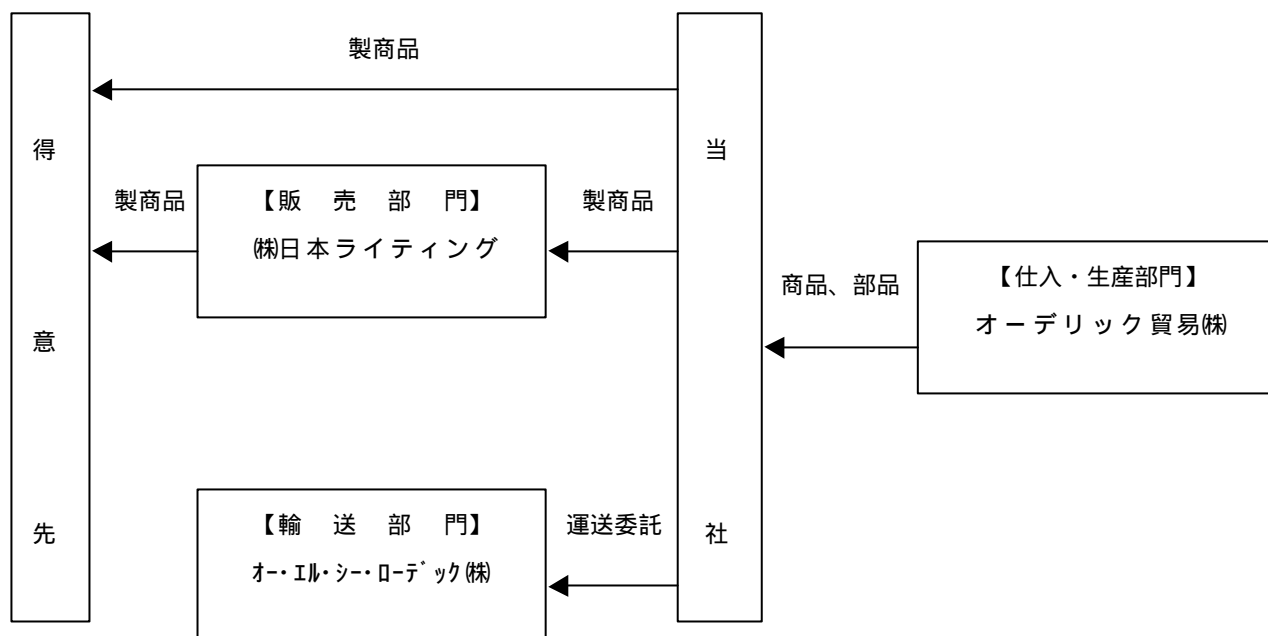 製商品
得意先
製商品
【販売部門】
㈱日本ライティング
製商品
当社
商品、部品
【仕入・生産部門】
オーデリック貿易㈱
【輸送部門】
オー・エル・シー・ローデック㈱
運送委託